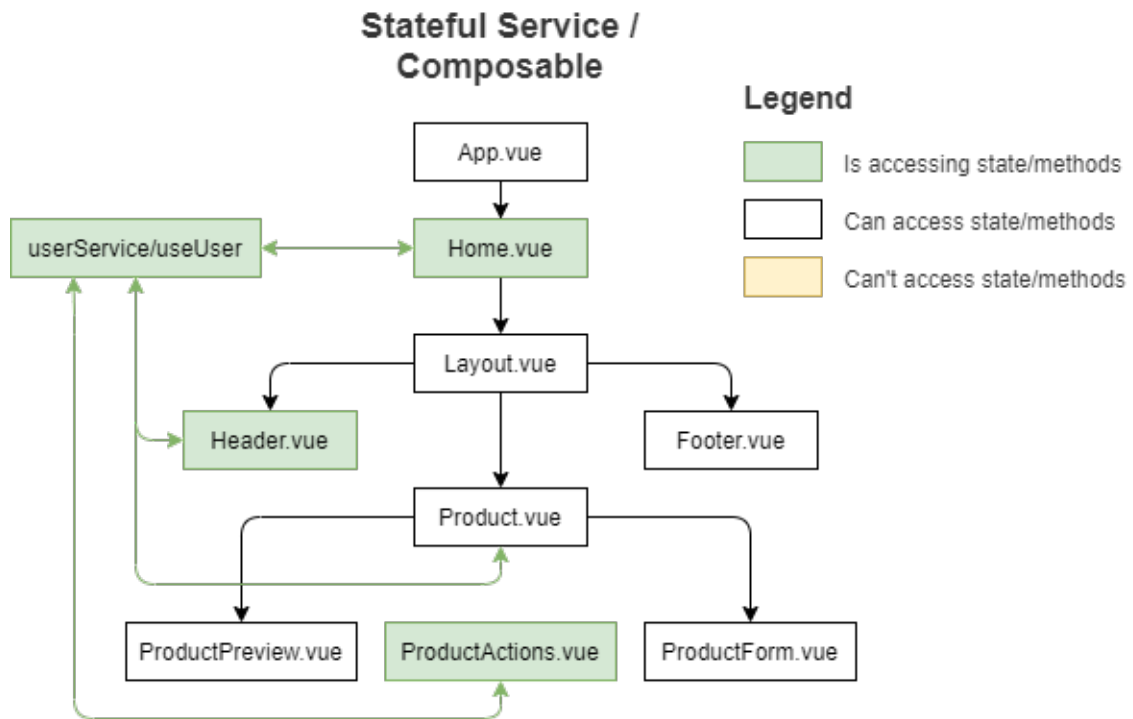 Stateful Service /
Composable
Legend
App.vue
Is accessing state/methods
Can access state/methods
userService/useUser
Home.vue
Can't access state/methods
Layout.vue
Header.vue
Footer.vue
Product.vue
ProductPreview.vue
ProductActions.vue
ProductForm.vue